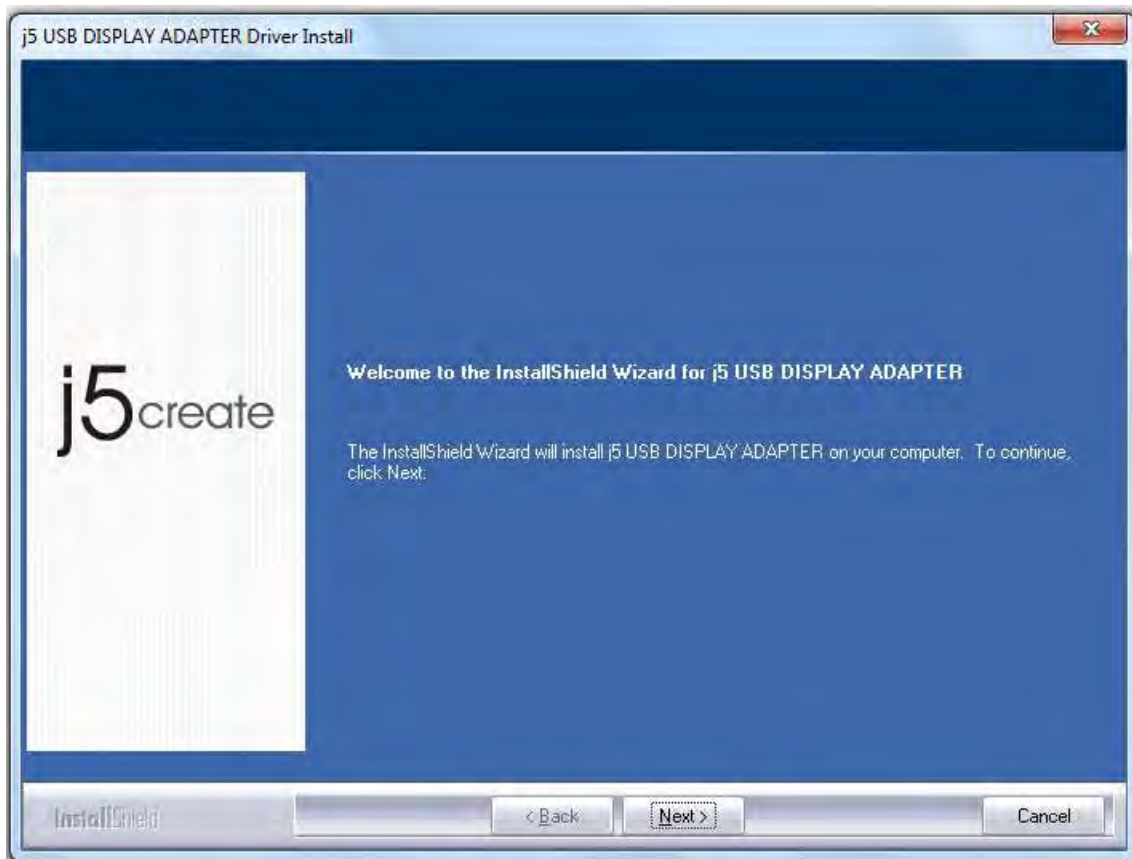 j5 USB DISPLAY ADAPTER Driver Install
j5create
Welcome to the InstallShield Wizard for j5 USB DISPLAY ADAPTER
The InstallShield Wizard will install j5 USB DISPLAY ADAPTER on your computer. To continue,
click Next.
InstallShield
< Back
Next >
Cancel